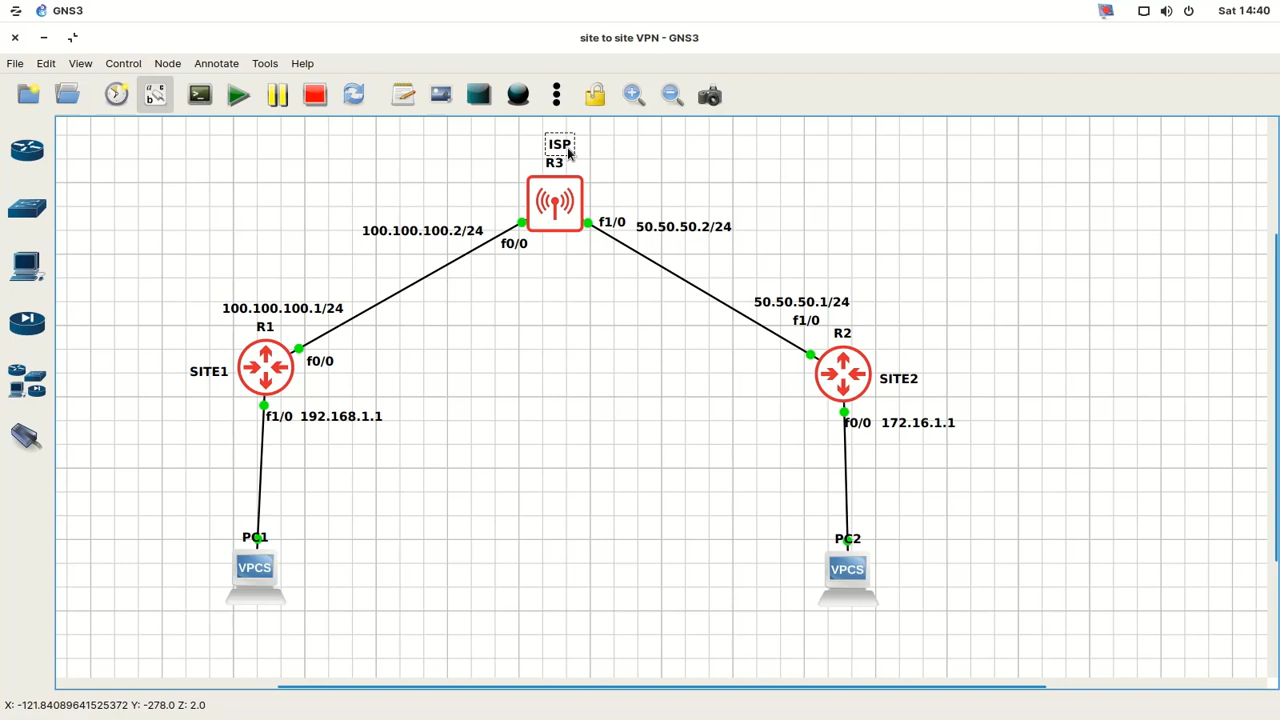 GNS3
Sat 14:40
site to site VPN - GNS3
File Edit View Control Node Annotate Tools Help
ISP
R3
f1/0 50.50.50.2/24
100.100.100.2/24
f0/0
50.50.50.1/24
100.100.100.1/24
f1/0
R1
R2
f0/0
SITE1
SITE2
f1/0 192.168.1.1
f0/0 172.16.1.1
PC1
PC2
VPCS
VPCS
X: -121.84089641525372 Y: -278.0 Z: 2.0